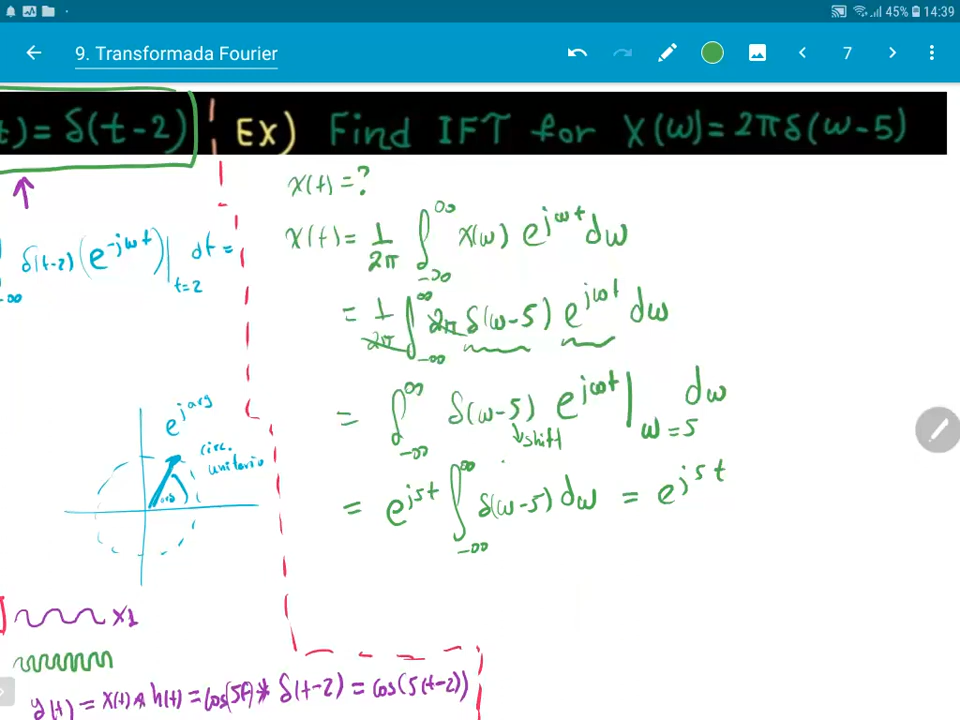 45% 14:39
9. Transformada Fourier
7
t) = δ(t-2)
EX) Find IFT for X(ω)=2πδ(ω-5)
x(t)=?
x(t)= 1/2π ∫_{-∞}^{∞} X(ω) e^{jωt} dω
= 1/2π ∫_{-∞}^{∞} 2π δ(ω-5) e^{jωt} dω
= ∫_{-∞}^{∞} δ(ω-5) e^{jωt} |_{ω=5} dω
↓shift
= e^{j5t} ∫_{-∞}^{∞} δ(ω-5) dω = e^{j5t}
-∞ δ(t-2) (e^{-jωt})|_{t=2} dt =
e^{j arg}
circ.
unitario
arg
x1
y(t) = x(t) * h(t) = cos(5t) * δ(t-2) = cos(5(t-2))